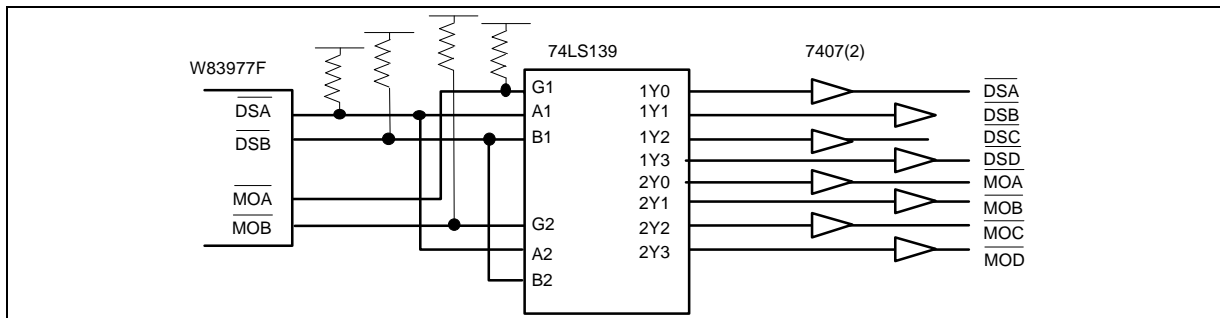 74LS139
7407(2)
W83977F
DSA
DSB
MOA
MOB
G1
A1
B1
G2
A2
B2
1Y0
1Y1
1Y2
1Y3
2Y0
2Y1
2Y2
2Y3
DSA
DSB
DSC
DSD
MOA
MOB
MOC
MOD